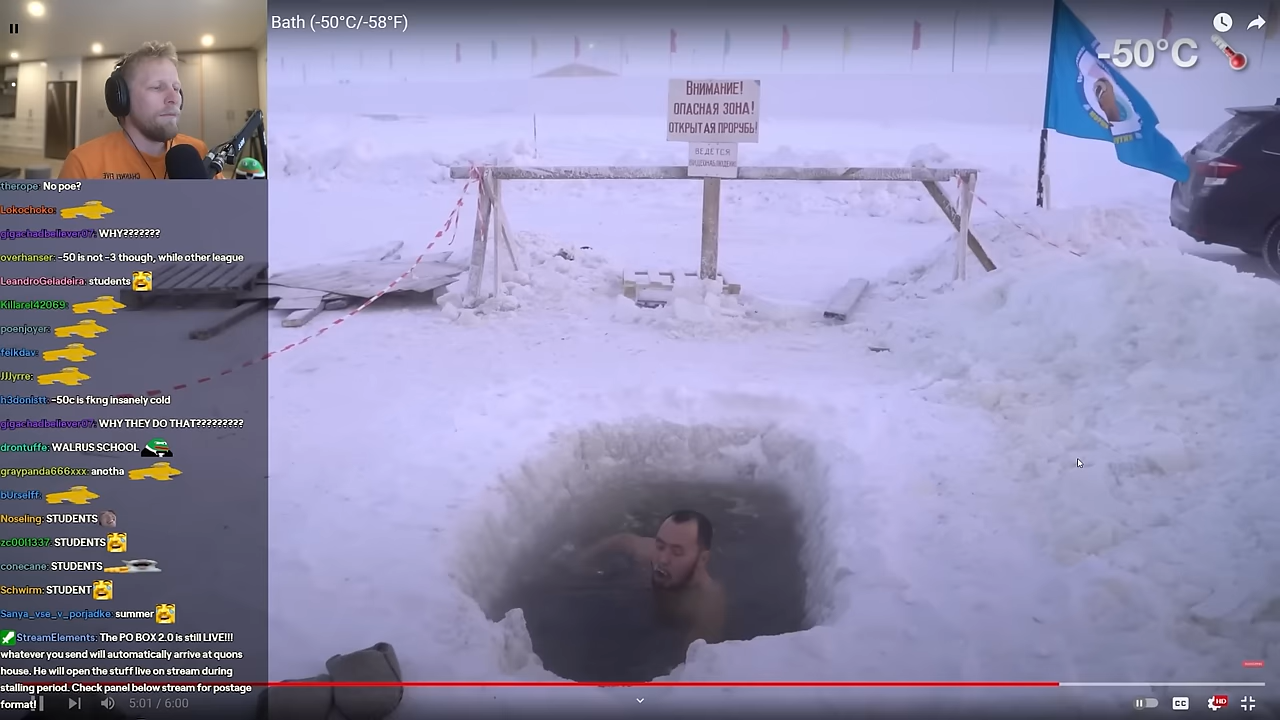 Bath (-50°C/-58°F)
-50°C
ВНИМАНИЕ!
ОПАСНАЯ ЗОНА!
ОТКРЫТАЯ ПРОРУБЬ!
ВЕДЕТСЯ
ВИДЕОНАБЛЮДЕНИЕ
therope: No poe?
Lokochoko:
gigachadbeliever07: WHY???????
overhanser: -50 is not -3 though, while other league
LeandroGeladeira: students
Killarel42069:
poenjoyer:
felkdav:
JJJyrre:
h3donistt: -50c is fkng insanely cold
gigachadbeliever07: WHY THEY DO THAT?????????
drontuffe: WALRUS SCHOOL
graypanda666xxx: anotha
bUrselff:
Noseling: STUDENTS
zc00l1337: STUDENTS
conecane: STUDENTS
Schwirm: STUDENT
Sanya_vse_v_porjadke: summer
StreamElements: The PO BOX 2.0 is still LIVE!!!
whatever you send will automatically arrive at quons
house. He will open the stuff live on stream during
stalling period. Check panel below stream for postage
format!
5:01 / 6:00
CC
HD